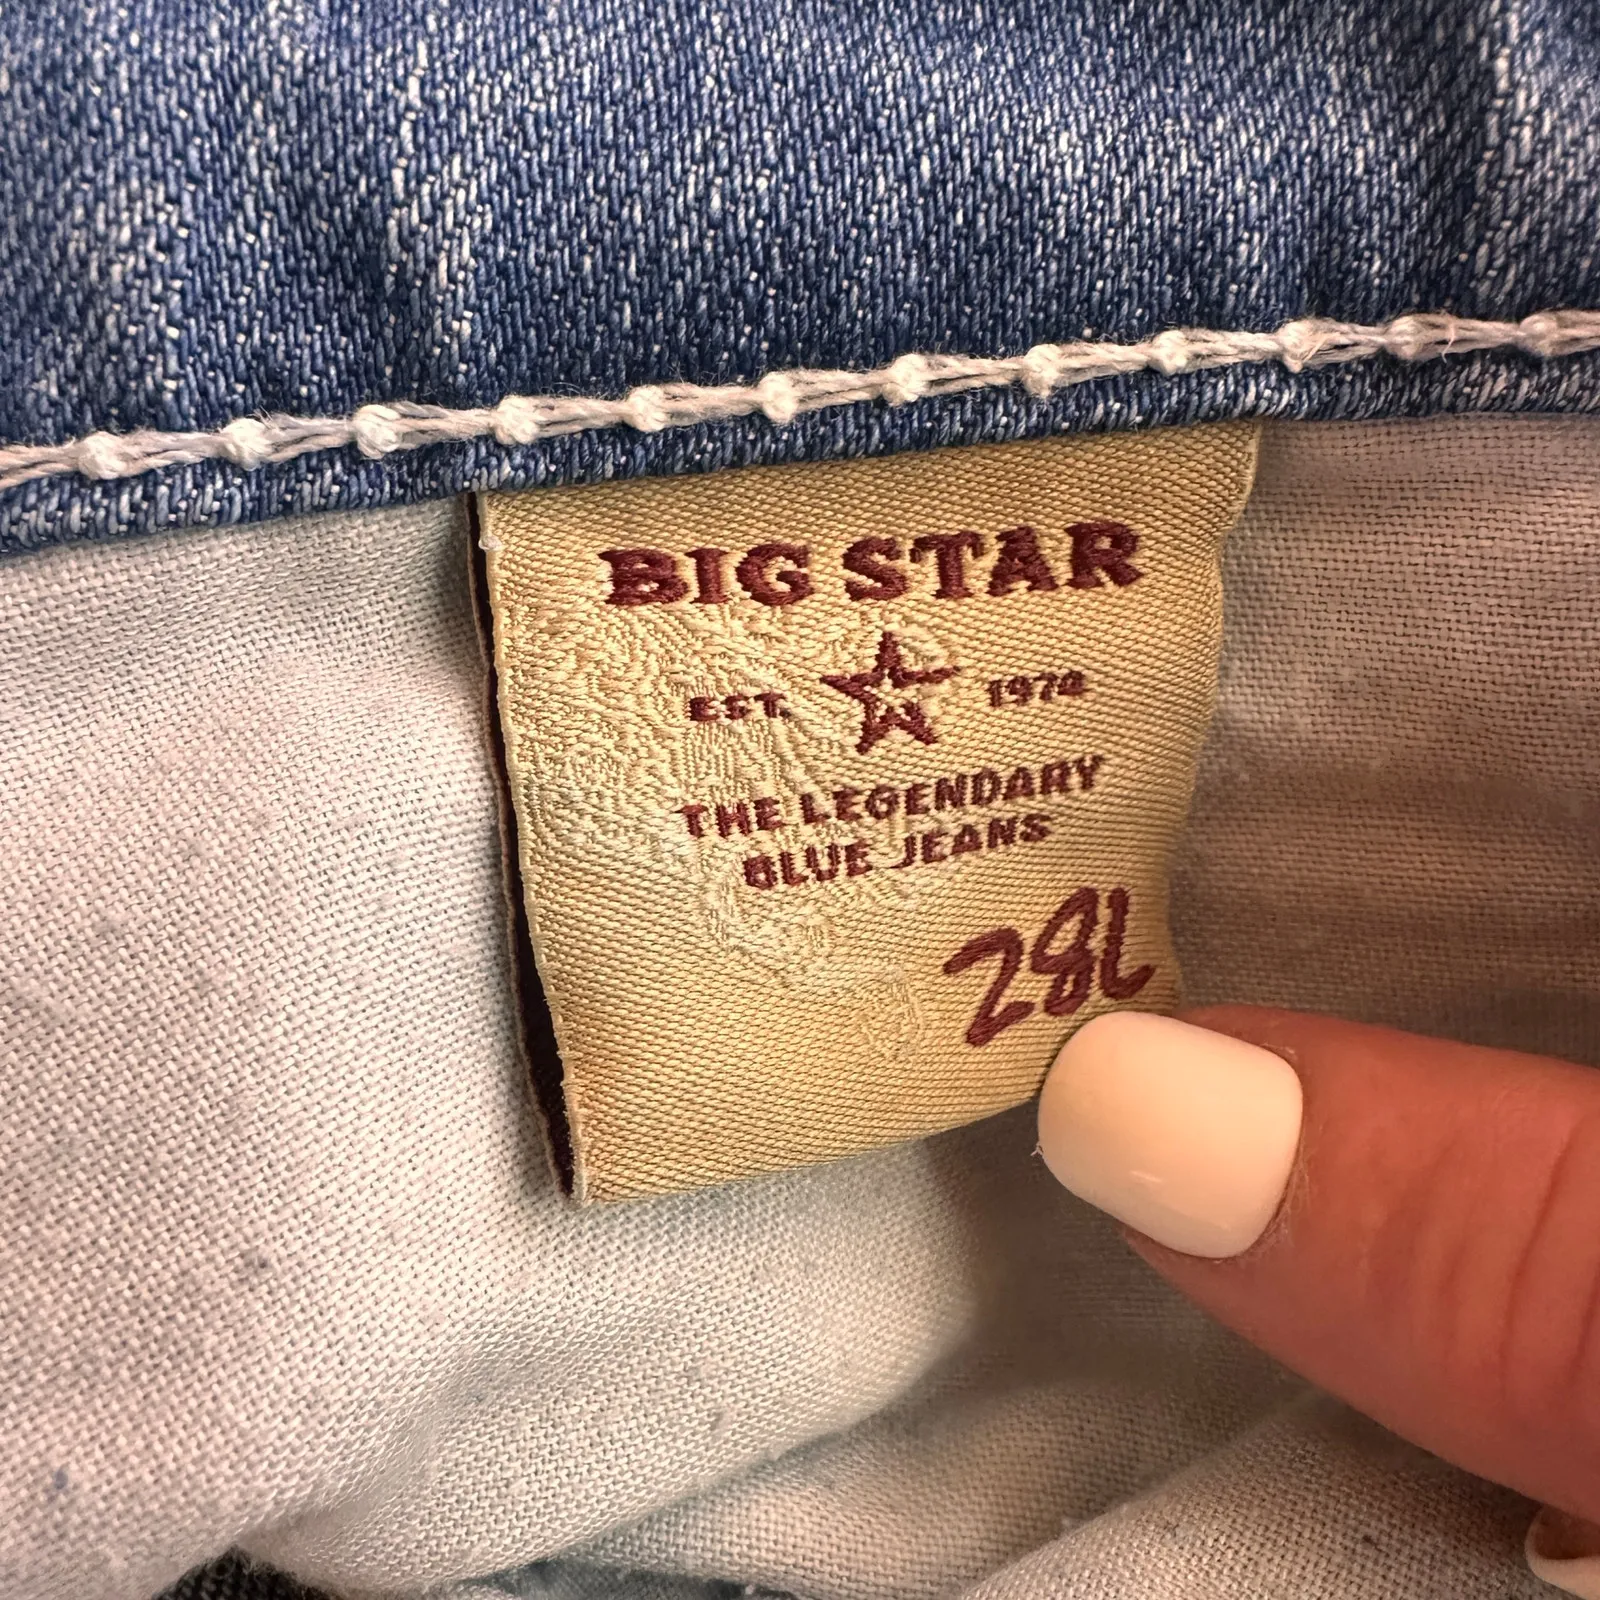 BIG STAR
EST. 1974
THE LEGENDARY
BLUE JEANS
28L